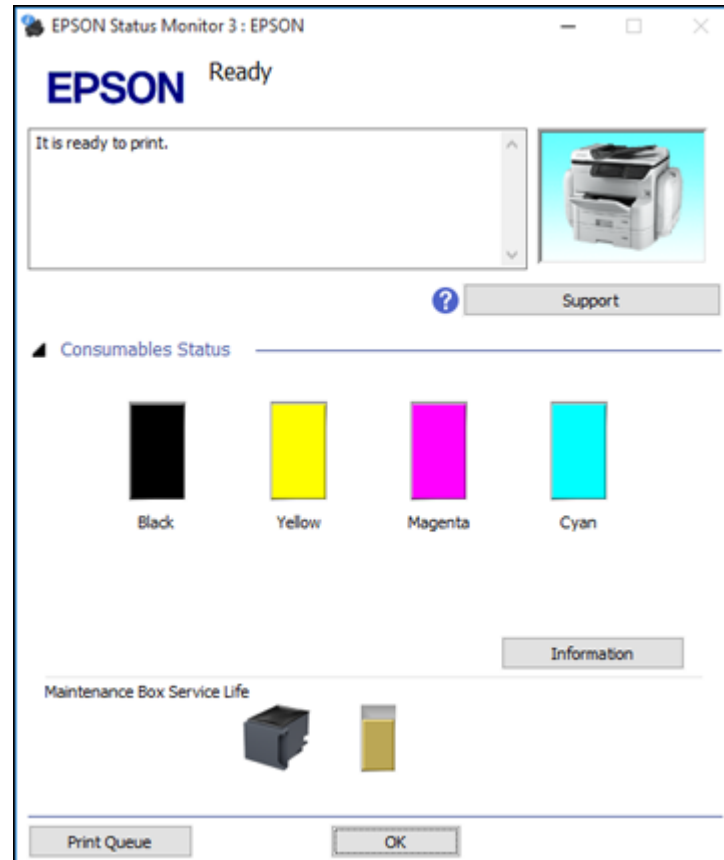 EPSON Status Monitor 3 : EPSON
EPSON
Ready
It is ready to print.
?
Support
Consumables Status
Black Yellow Magenta Cyan
Information
Maintenance Box Service Life
Print Queue OK